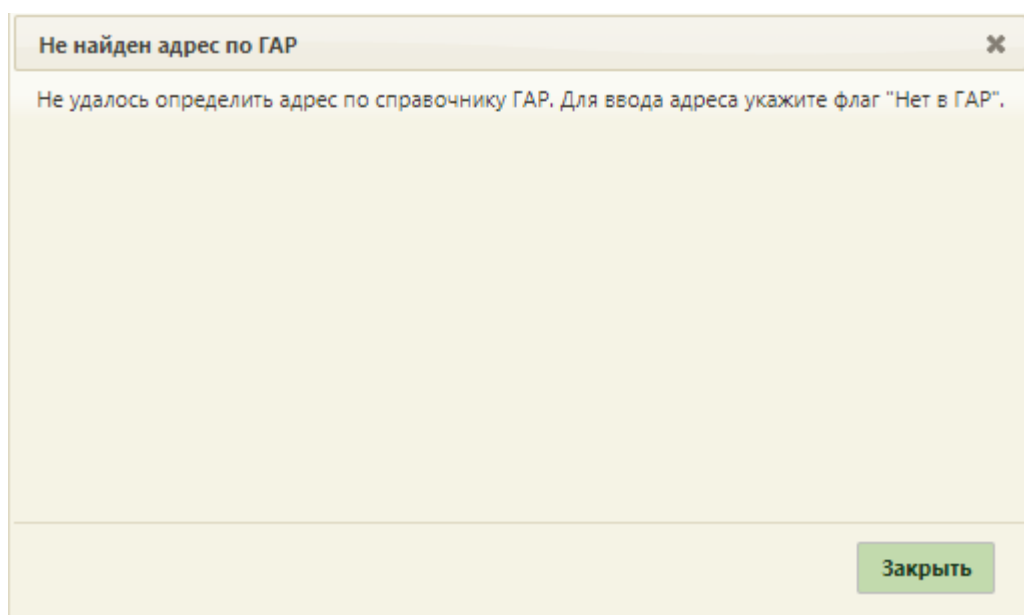 Не найден адрес по ГАР
Не удалось определить адрес по справочнику ГАР. Для ввода адреса укажите флаг "Нет в ГАР".
Закрыть